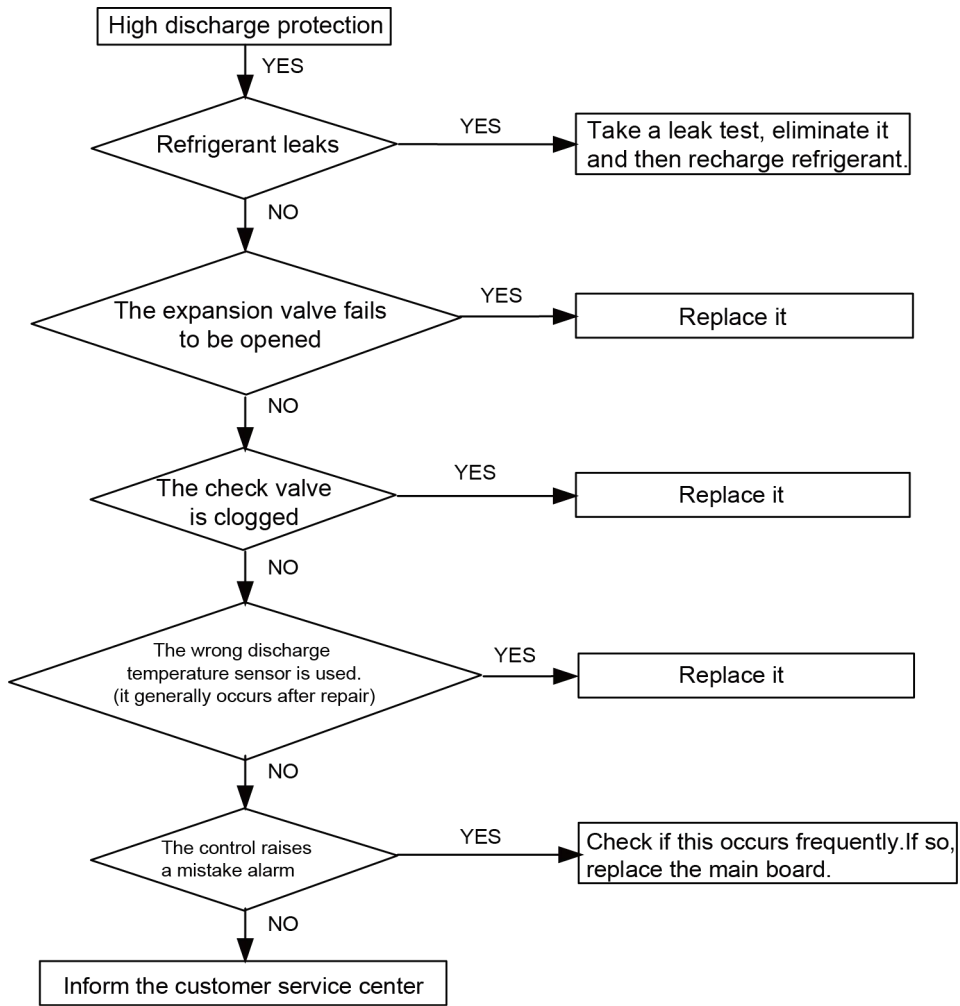 High discharge protection
YES
Refrigerant leaks
YES
Take a leak test, eliminate it
and then recharge refrigerant.
NO
The expansion valve fails
to be opened
YES
Replace it
NO
The check valve
is clogged
YES
Replace it
NO
The wrong discharge
temperature sensor is used.
(it generally occurs after repair)
YES
Replace it
NO
The control raises
a mistake alarm
YES
Check if this occurs frequently.If so,
replace the main board.
NO
Inform the customer service center